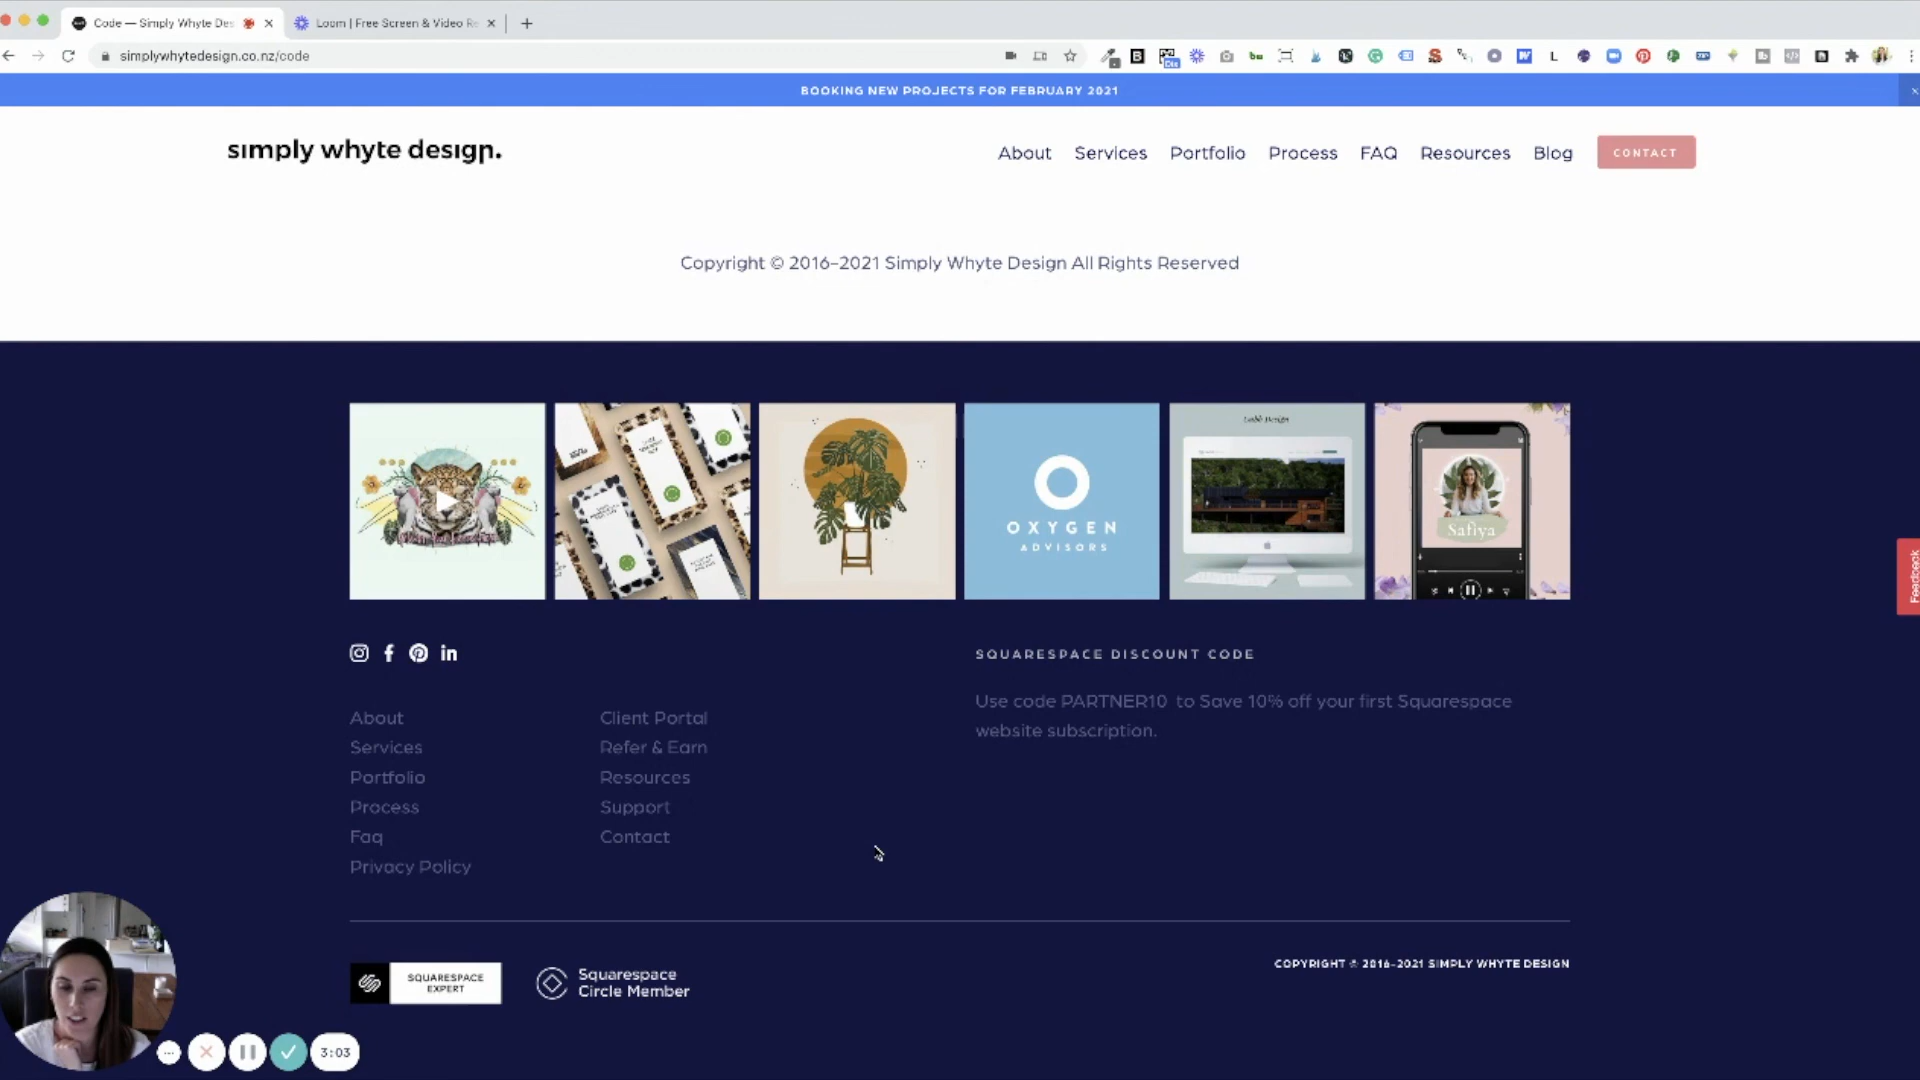 Code — Simply Whyte Des
Loom | Free Screen & Video Re
simplywhytedesign.co.nz/code
BOOKING NEW PROJECTS FOR FEBRUARY 2021
simply whyte design.
About Services Portfolio Process FAQ Resources Blog CONTACT
Copyright © 2016-2021 Simply Whyte Design All Rights Reserved
OXYGEN
ADVISORS
Safiya
Feedback
SQUARESPACE DISCOUNT CODE
Use code PARTNER10 to Save 10% off your first Squarespace
website subscription.
About
Services
Portfolio
Process
Faq
Privacy Policy
Client Portal
Refer & Earn
Resources
Support
Contact
SQUARESPACE
EXPERT
Squarespace
Circle Member
COPYRIGHT © 2016-2021 SIMPLY WHYTE DESIGN
3:03